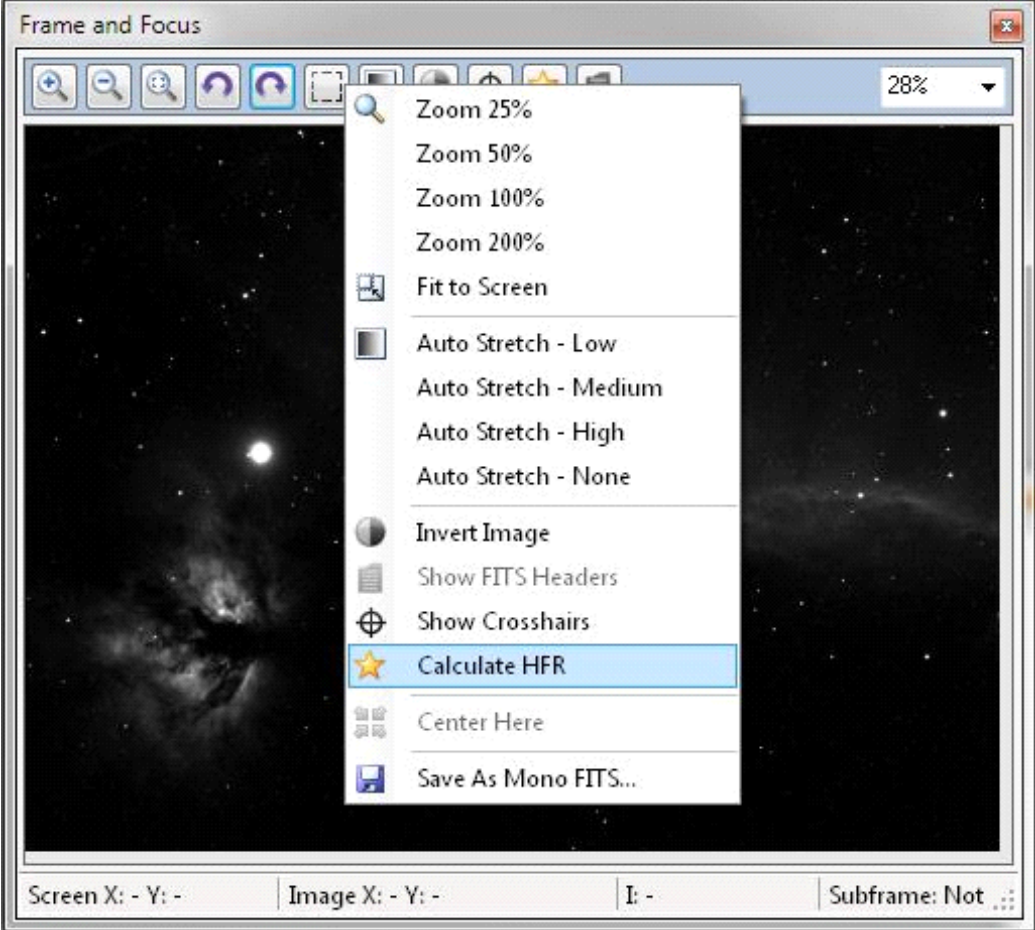 Frame and Focus
28%
Zoom 25%
Zoom 50%
Zoom 100%
Zoom 200%
Fit to Screen
Auto Stretch - Low
Auto Stretch - Medium
Auto Stretch - High
Auto Stretch - None
Invert Image
Show FITS Headers
Show Crosshairs
Calculate HFR
Center Here
Save As Mono FITS...
Screen X: - Y: - Image X: - Y: - I: - Subframe: Not